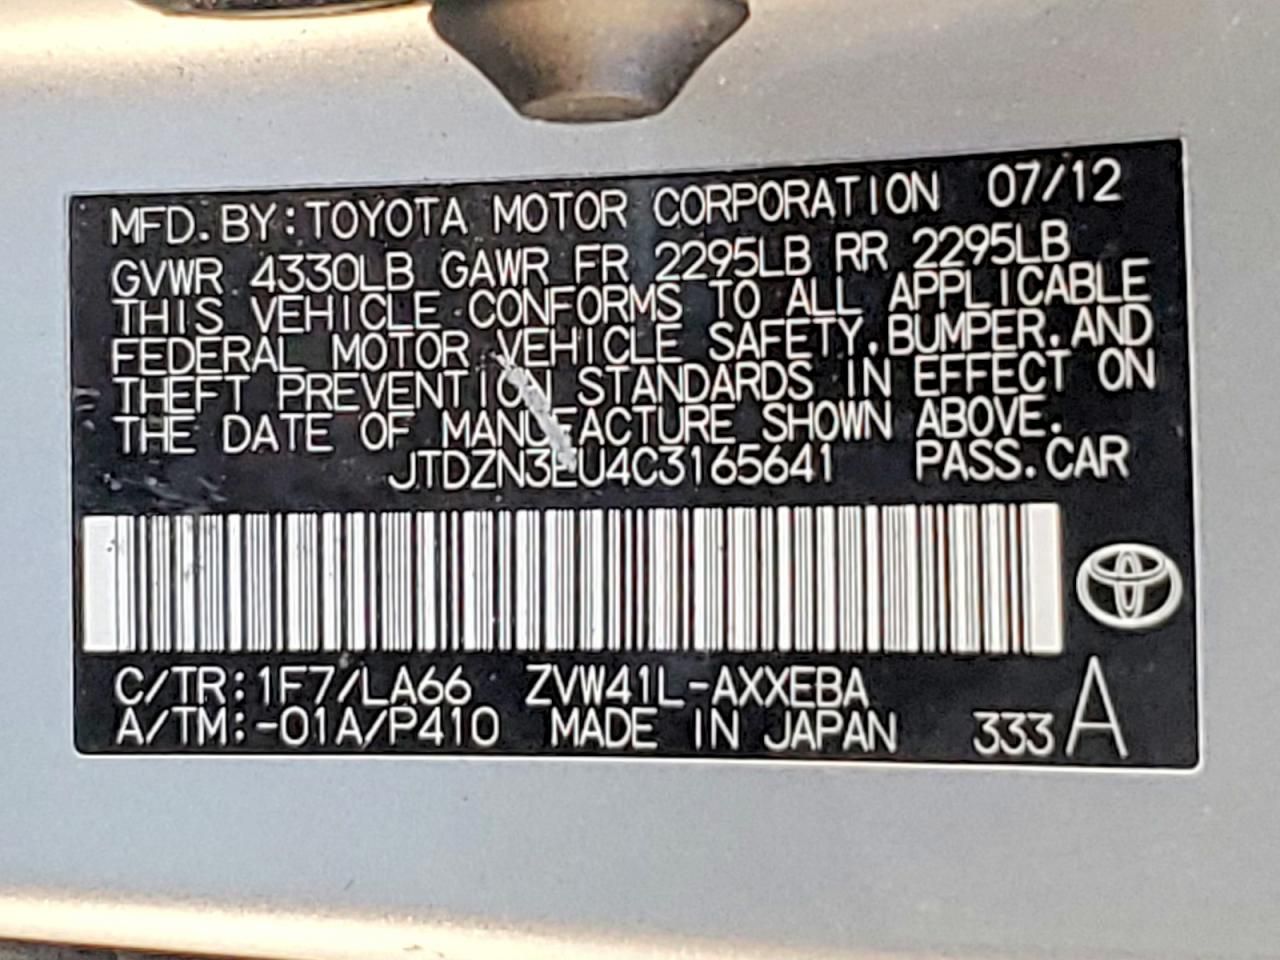 MFD. BY: TOYOTA MOTOR CORPORATION 07/12
GVWR 4330LB GAWR FR 2295LB RR 2295LB
THIS VEHICLE CONFORMS TO ALL APPLICABLE
FEDERAL MOTOR VEHICLE SAFETY, BUMPER, AND
THEFT PREVENTION STANDARDS IN EFFECT ON
THE DATE OF MANUFACTURE SHOWN ABOVE.
JTDZN3EU4C3165641 PASS. CAR
C/TR: 1F7/LA66 ZVW41L-AXXEBA
A/TM: -01A/P410 MADE IN JAPAN 333 A